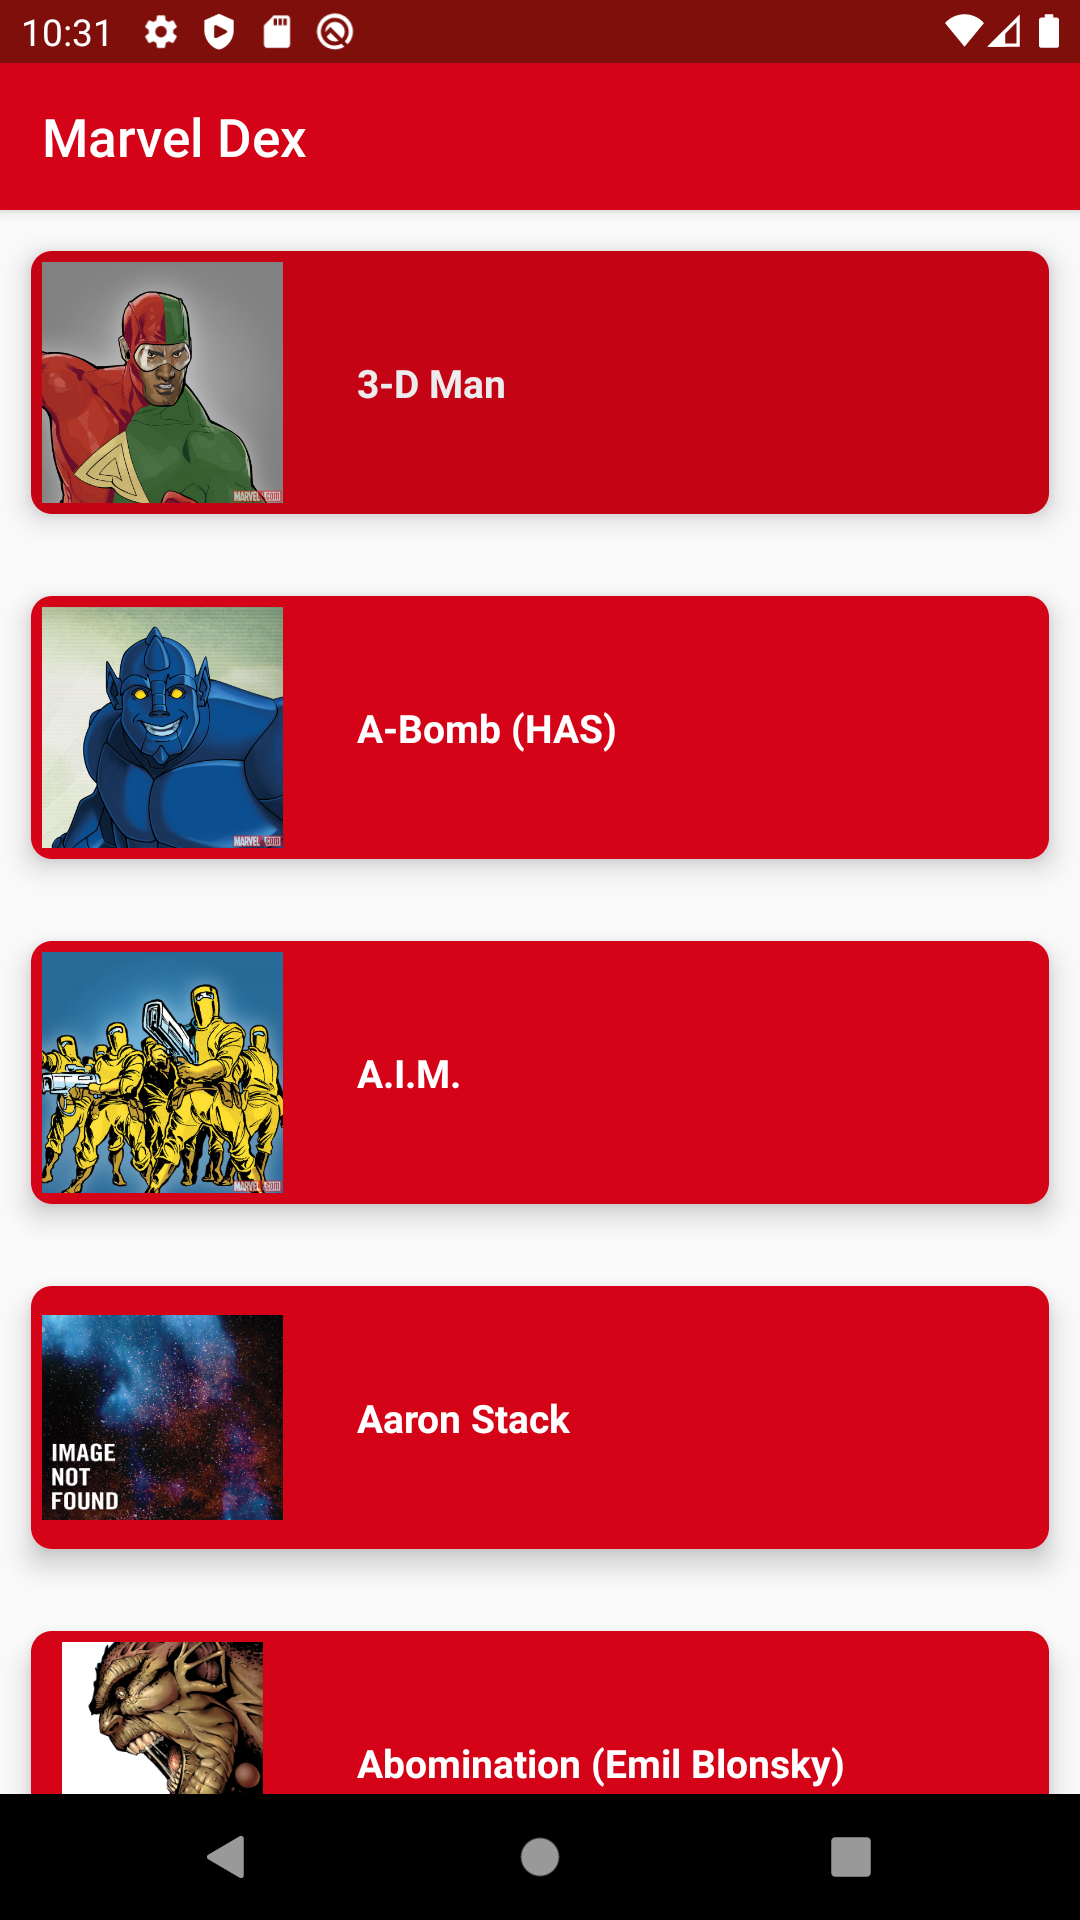 10:31
Marvel Dex
MARVEL.COM
3-D Man
MARVEL.COM
A-Bomb (HAS)
MARVEL.COM
A.I.M.
IMAGE
NOT
FOUND
Aaron Stack
Abomination (Emil Blonsky)